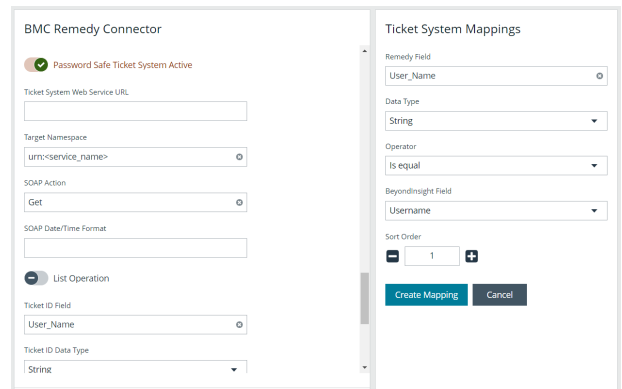 BMC Remedy Connector
Password Safe Ticket System Active
Ticket System Web Service URL
Target Namespace
urn:<service_name>
SOAP Action
Get
SOAP Date/Time Format
List Operation
Ticket ID Field
User_Name
Ticket ID Data Type
String
Ticket System Mappings
Remedy Field
User_Name
Data Type
String
Operator
Is equal
BeyondInsight Field
Username
Sort Order
1
Create Mapping
Cancel